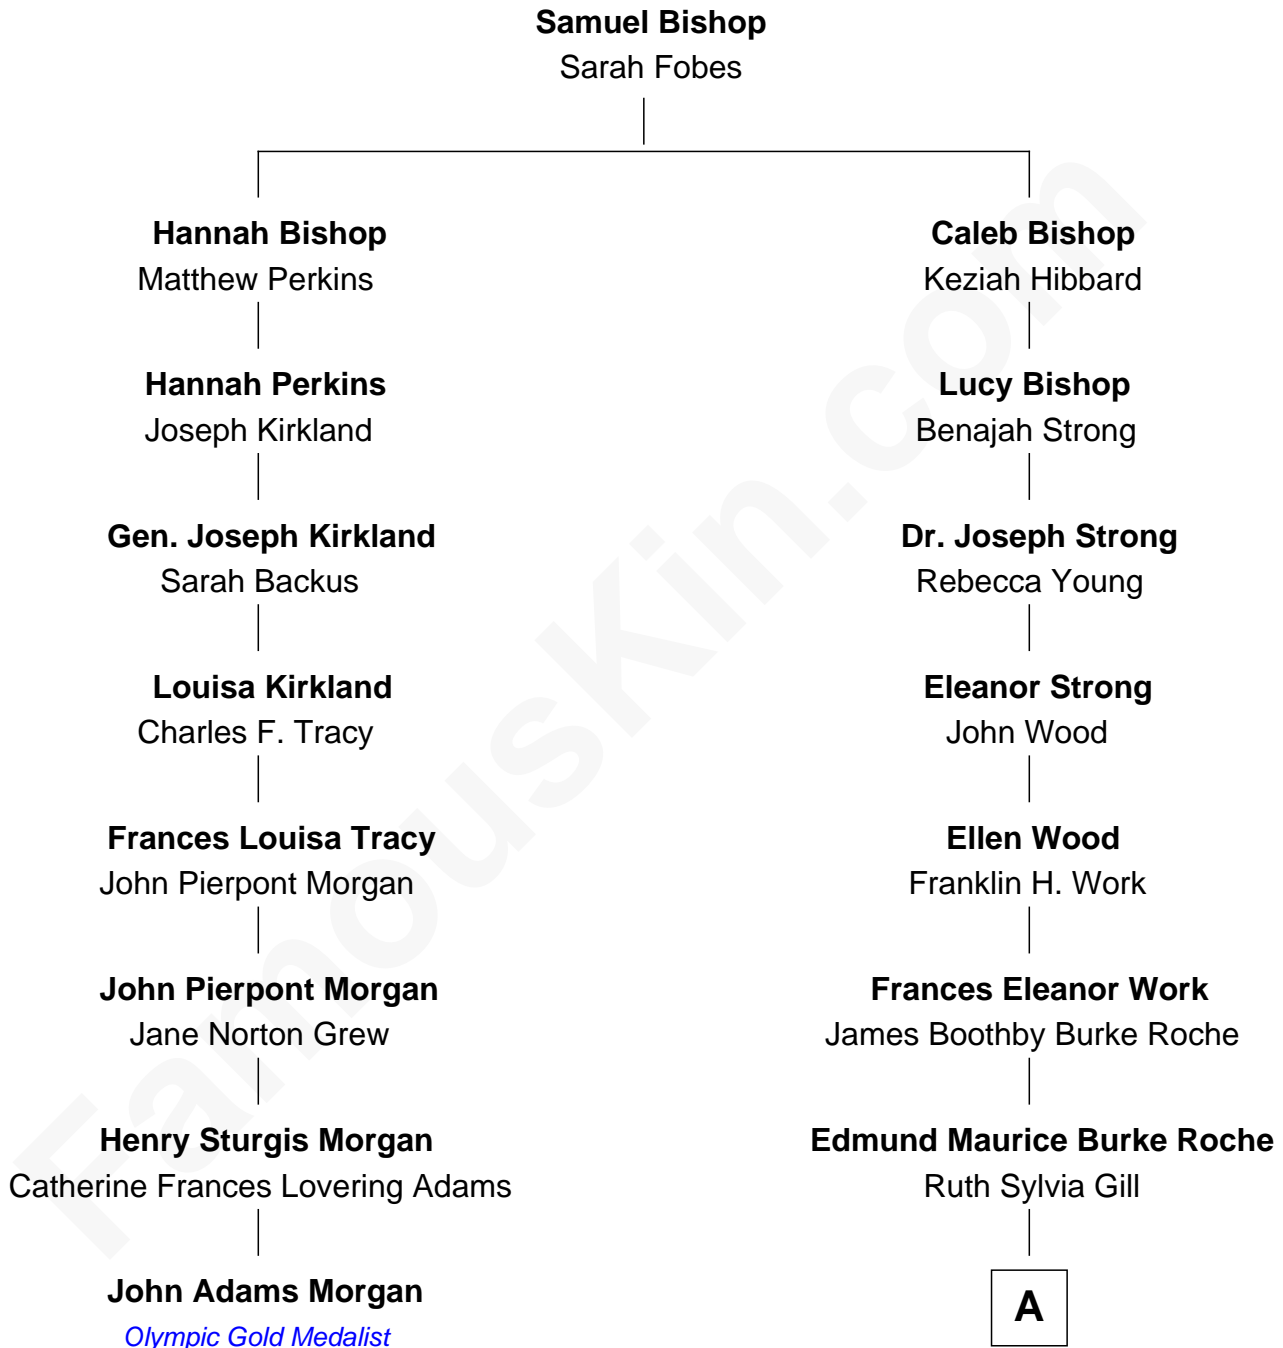 Samuel Bishop
Sarah Fobes
Hannah Bishop
Matthew Perkins
Caleb Bishop
Keziah Hibbard
Hannah Perkins
Joseph Kirkland
Lucy Bishop
Benajah Strong
Gen. Joseph Kirkland
Sarah Backus
Dr. Joseph Strong
Rebecca Young
Louisa Kirkland
Charles F. Tracy
Eleanor Strong
John Wood
Frances Louisa Tracy
John Pierpont Morgan
Ellen Wood
Franklin H. Work
John Pierpont Morgan
Jane Norton Grew
Frances Eleanor Work
James Boothby Burke Roche
Henry Sturgis Morgan
Catherine Frances Lovering Adams
Edmund Maurice Burke Roche
Ruth Sylvia Gill
John Adams Morgan
Olympic Gold Medalist
A
FamousKin.com